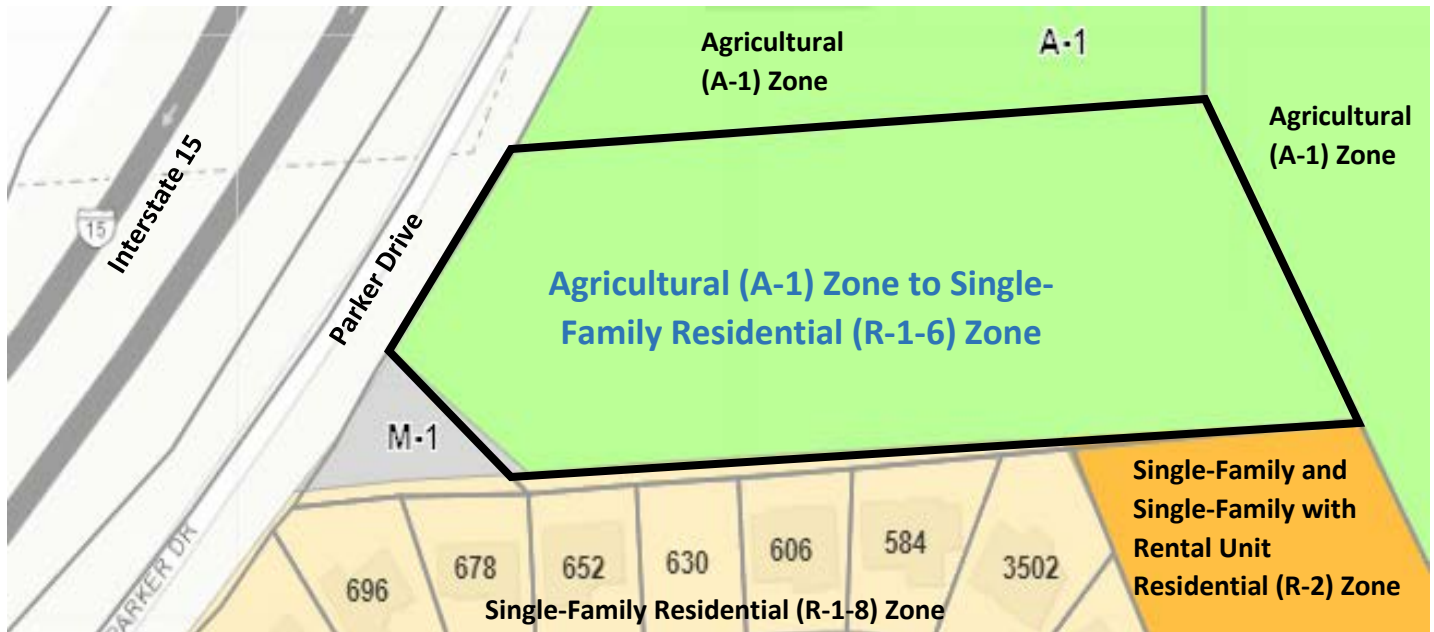 Agricultural
(A-1) Zone
A-1
Agricultural
(A-1) Zone
15
Interstate 15
Parker Drive
Agricultural (A-1) Zone to Single-
Family Residential (R-1-6) Zone
M-1
PARKER DR
696
678
652
630
606
584
3502
Single-Family Residential (R-1-8) Zone
Single-Family and
Single-Family with
Rental Unit
Residential (R-2) Zone